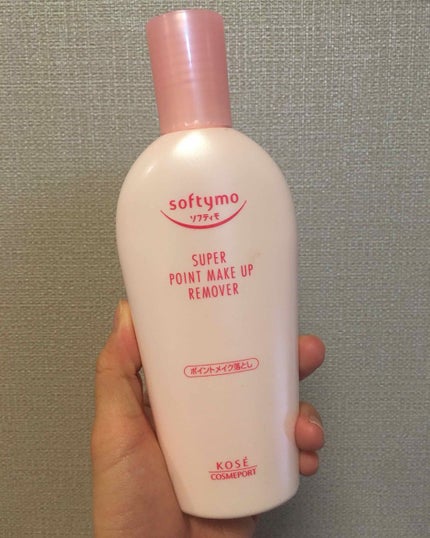 softymo
ソフティモ
SUPER
POINT MAKE UP
REMOVER
ポイントメイク落とし
KOSÉ
COSMEPORT